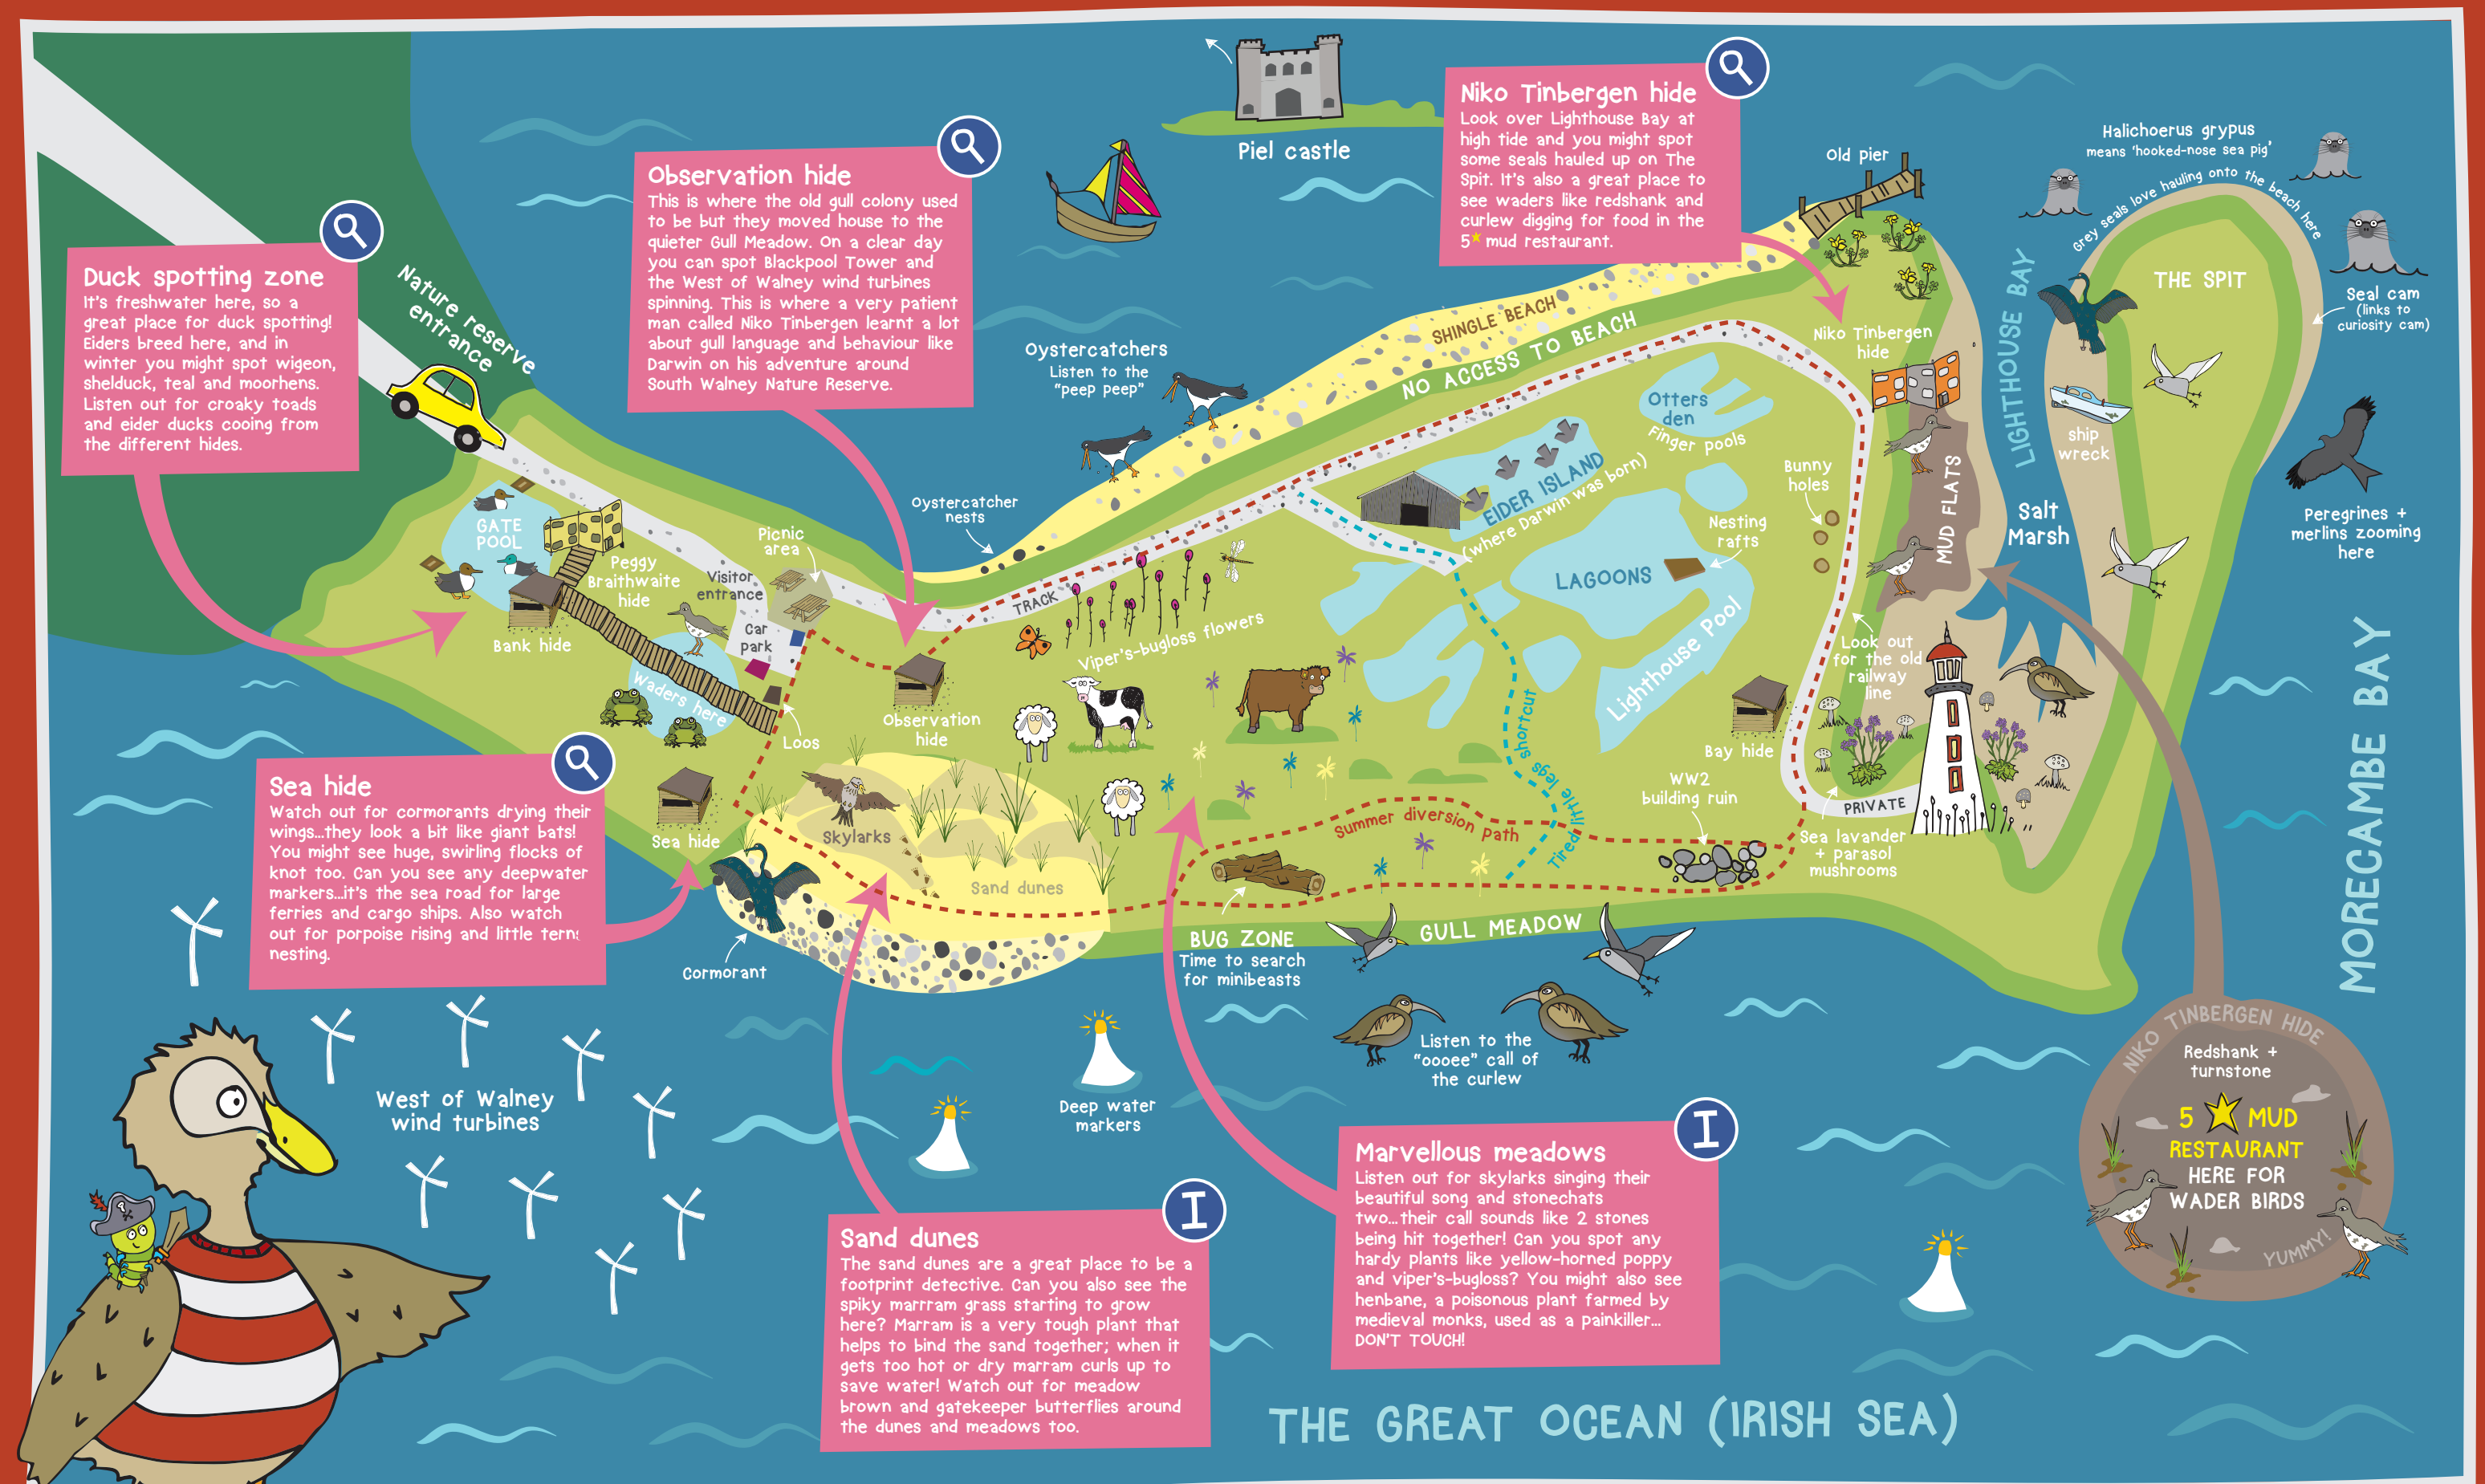 Piel castle
Niko Tinbergen hide
Look over Lighthouse Bay at
high tide and you might spot
some seals hauled up on The
Spit. It's also a great place to
see waders like redshank and
curlew digging for food in the
5★ mud restaurant.
Old pier
Halichoerus grypus
means 'hooked-nose sea pig'
Grey seals love hauling onto the beach here
Observation hide
This is where the old gull colony used
to be but they moved house to the
quieter Gull Meadow. On a clear day
you can spot Blackpool Tower and
the West of Walney wind turbines
spinning. This is where a very patient
man called Niko Tinbergen learnt a lot
about gull language and behaviour like
Darwin on his adventure around
South Walney Nature Reserve.
Duck spotting zone
It's freshwater here, so a
great place for duck spotting!
Eiders breed here, and in
winter you might spot wigeon,
shelduck, teal and moorhens.
Listen out for croaky toads
and eider ducks cooing from
the different hides.
Nature reserve
entrance
THE SPIT
Seal cam
(links to
curiosity cam)
LIGHTHOUSE BAY
SHINGLE BEACH
NO ACCESS TO BEACH
Niko Tinbergen
hide
Oystercatchers
Listen to the
"peep peep"
Otters
den
Finger pools
ship
wreck
EIDER ISLAND
(where Darwin was born)
Bunny
holes
MUD FLATS
Salt
Marsh
Peregrines +
merlins zooming
here
Oystercatcher
nests
Nesting
rafts
GATE
POOL
Picnic
area
Peggy
Braithwaite
hide
Visitor
entrance
LAGOONS
TRACK
Lighthouse Pool
Viper's-bugloss flowers
Car
park
Bank hide
Look out
for the old
railway
line
Waders here
Observation
hide
Loos
Bay hide
MORECAMBE BAY
Tired little legs shortcut
WW2
building ruin
PRIVATE
Sea hide
Watch out for cormorants drying their
wings...they look a bit like giant bats!
You might see huge, swirling flocks of
knot too. Can you see any deepwater
markers...it's the sea road for large
ferries and cargo ships. Also watch
out for porpoise rising and little terns
nesting.
Sea hide
Skylarks
Summer diversion path
Sea lavander
+ parasol
mushrooms
Sand dunes
Cormorant
BUG ZONE
Time to search
for minibeasts
GULL MEADOW
Listen to the
"oooee" call of
the curlew
West of Walney
wind turbines
Deep water
markers
NIKO TINBERGEN HIDE
Redshank +
turnstone
5 ★ MUD
RESTAURANT
HERE FOR
WADER BIRDS
YUMMY!
I
Marvellous meadows
Listen out for skylarks singing their
beautiful song and stonechats
two...their call sounds like 2 stones
being hit together! Can you spot any
hardy plants like yellow-horned poppy
and viper's-bugloss? You might also see
henbane, a poisonous plant farmed by
medieval monks, used as a painkiller...
DON'T TOUCH!
I
Sand dunes
The sand dunes are a great place to be a
footprint detective. Can you also see the
spiky marrram grass starting to grow
here? Marram is a very tough plant that
helps to bind the sand together; when it
gets too hot or dry marram curls up to
save water! Watch out for meadow
brown and gatekeeper butterflies around
the dunes and meadows too.
THE GREAT OCEAN (IRISH SEA)